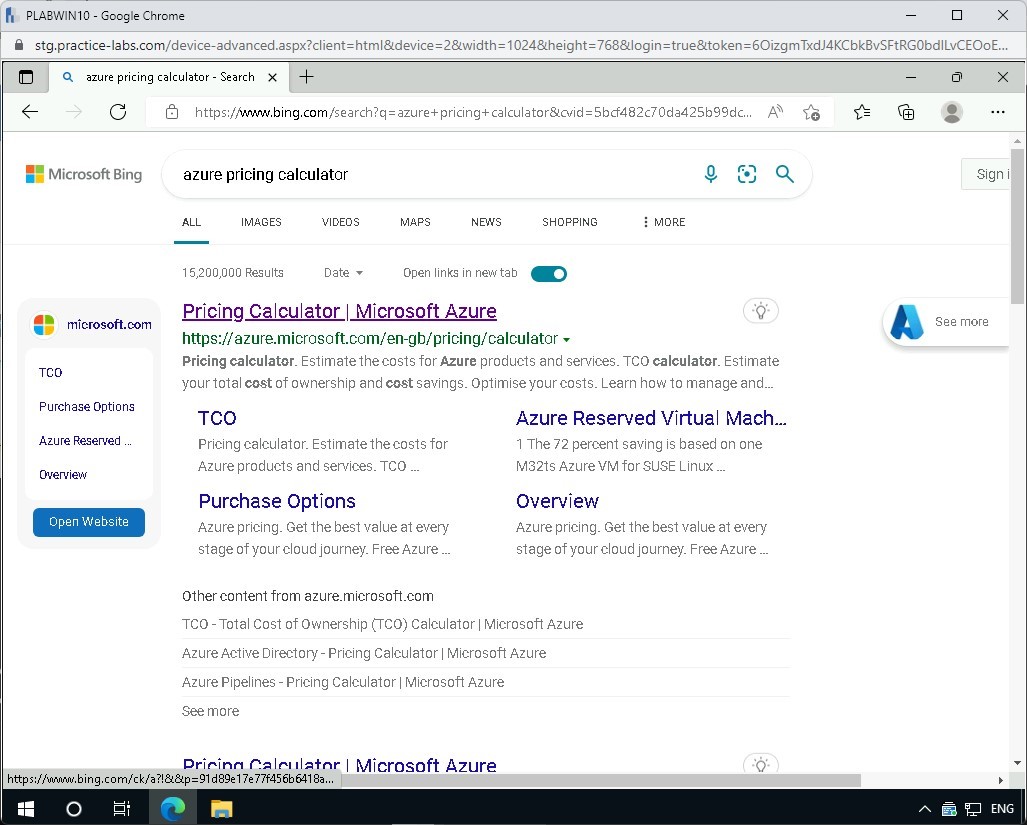 PLABWIN10 - Google Chrome
stg.practice-labs.com/device-advanced.aspx?client=html&device=2&width=1024&height=768&login=true&token=6OizgmTxdJ4KCbkBvSFtRG0bdlLvCEOoE...
azure pricing calculator - Search
https://www.bing.com/search?q=azure+pricing+calculator&cvid=5bcf482c70da425b99dc...
Microsoft Bing
azure pricing calculator
Sign i
ALL IMAGES VIDEOS MAPS NEWS SHOPPING MORE
15,200,000 Results Date Open links in new tab
microsoft.com
TCO
Purchase Options
Azure Reserved ...
Overview
Open Website
Pricing Calculator | Microsoft Azure
https://azure.microsoft.com/en-gb/pricing/calculator
Pricing calculator. Estimate the costs for Azure products and services. TCO calculator. Estimate
your total cost of ownership and cost savings. Optimise your costs. Learn how to manage and...
TCO
Pricing calculator. Estimate the costs for
Azure products and services. TCO ...
Azure Reserved Virtual Mach...
1 The 72 percent saving is based on one
M32ts Azure VM for SUSE Linux ...
Purchase Options
Azure pricing. Get the best value at every
stage of your cloud journey. Free Azure ...
Overview
Azure pricing. Get the best value at every
stage of your cloud journey. Free Azure ...
Other content from azure.microsoft.com
TCO - Total Cost of Ownership (TCO) Calculator | Microsoft Azure
Azure Active Directory - Pricing Calculator | Microsoft Azure
Azure Pipelines - Pricing Calculator | Microsoft Azure
See more
See more
Pricing Calculator | Microsoft Azure
https://www.bing.com/ck/a?!&&p=91d89e17e77f456b6418a...
ENG